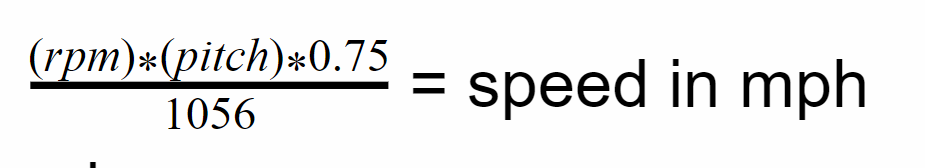 (rpm)*(pitch)*0.75
1056
= speed in mph